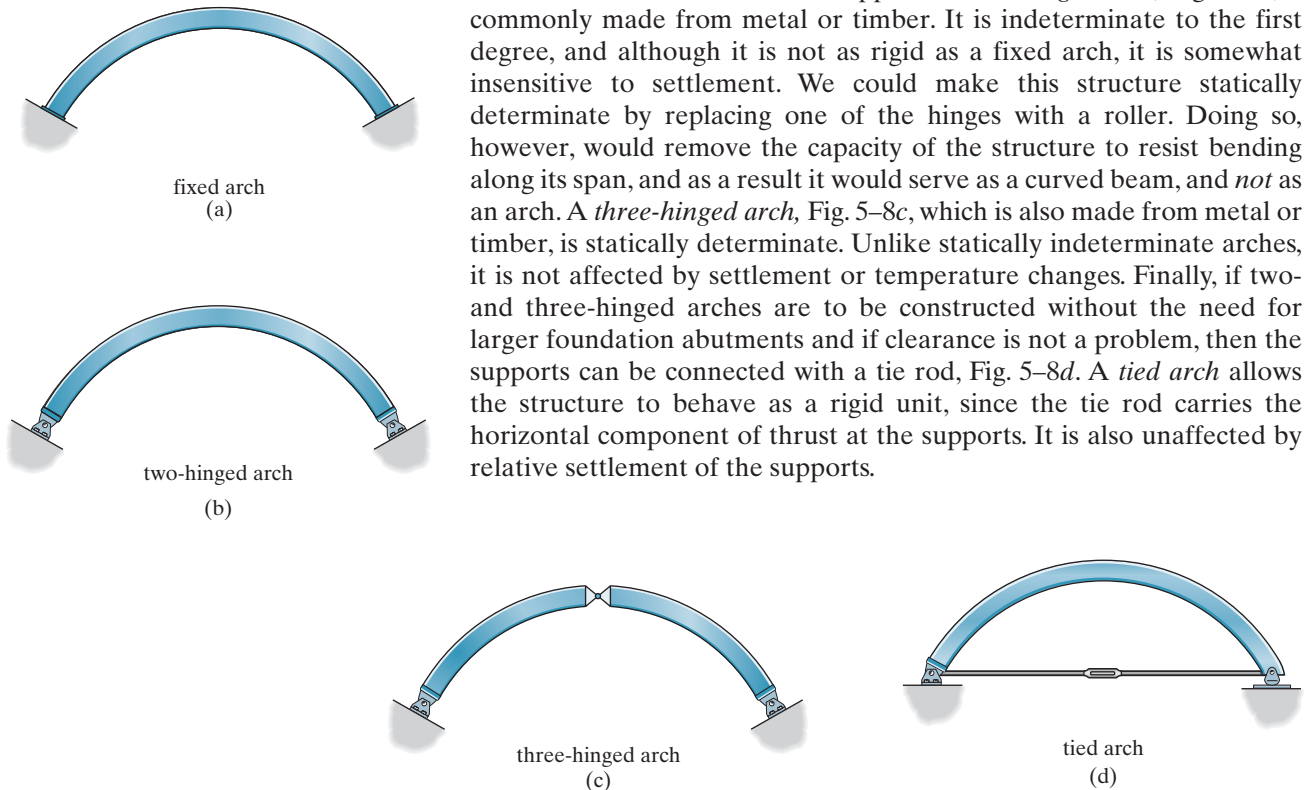 commonly made from metal or timber. It is indeterminate to the first
degree, and although it is not as rigid as a fixed arch, it is somewhat
insensitive to settlement. We could make this structure statically
determinate by replacing one of the hinges with a roller. Doing so,
however, would remove the capacity of the structure to resist bending
along its span, and as a result it would serve as a curved beam, and not as
an arch. A three-hinged arch, Fig. 5–8c, which is also made from metal or
timber, is statically determinate. Unlike statically indeterminate arches,
it is not affected by settlement or temperature changes. Finally, if two-
and three-hinged arches are to be constructed without the need for
larger foundation abutments and if clearance is not a problem, then the
supports can be connected with a tie rod, Fig. 5–8d. A tied arch allows
the structure to behave as a rigid unit, since the tie rod carries the
horizontal component of thrust at the supports. It is also unaffected by
relative settlement of the supports.
fixed arch
(a)
two-hinged arch
(b)
three-hinged arch
(c)
tied arch
(d)